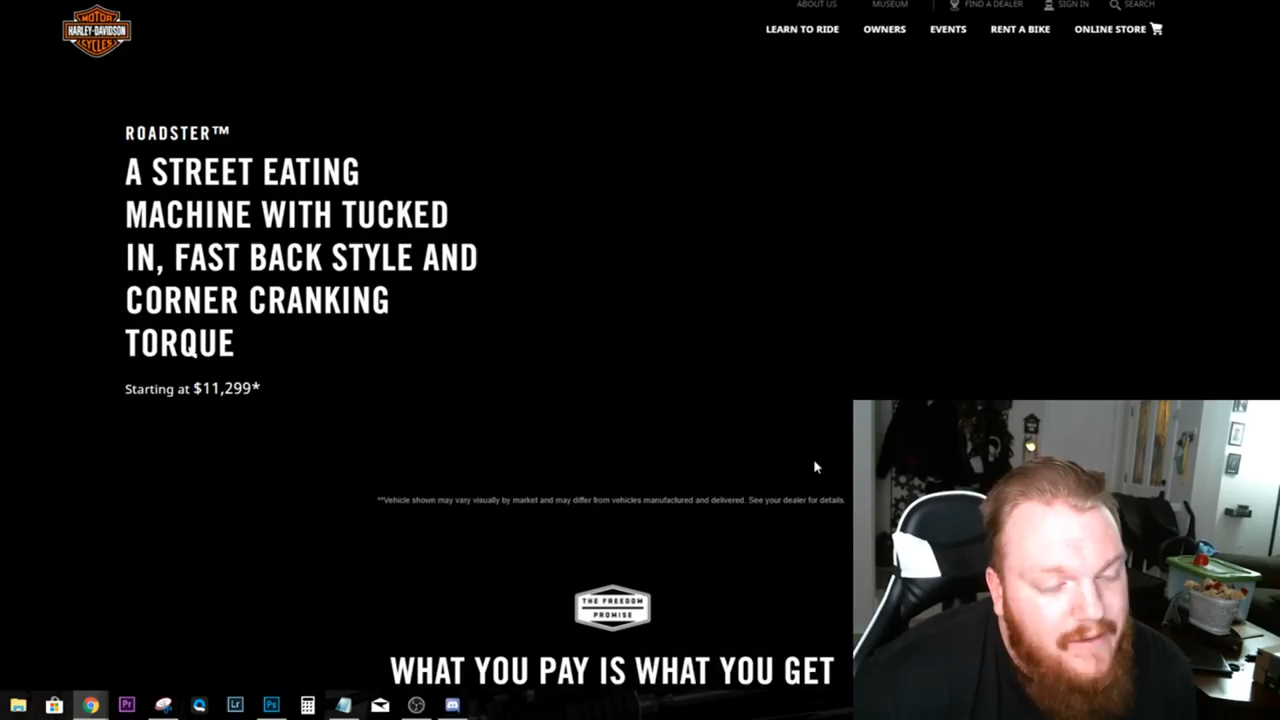 ABOUT US MUSEUM FIND A DEALER SIGN IN SEARCH
MOTOR
HARLEY-DAVIDSON
CYCLES
LEARN TO RIDE OWNERS EVENTS RENT A BIKE ONLINE STORE
ROADSTER™
A STREET EATING
MACHINE WITH TUCKED
IN, FAST BACK STYLE AND
CORNER CRANKING
TORQUE
Starting at $11,299*
**Vehicle shown may vary visually by market and may differ from vehicles manufactured and delivered. See your dealer for details.
THE FREEDOM
PROMISE
WHAT YOU PAY IS WHAT YOU GET
Pr Lr Ps